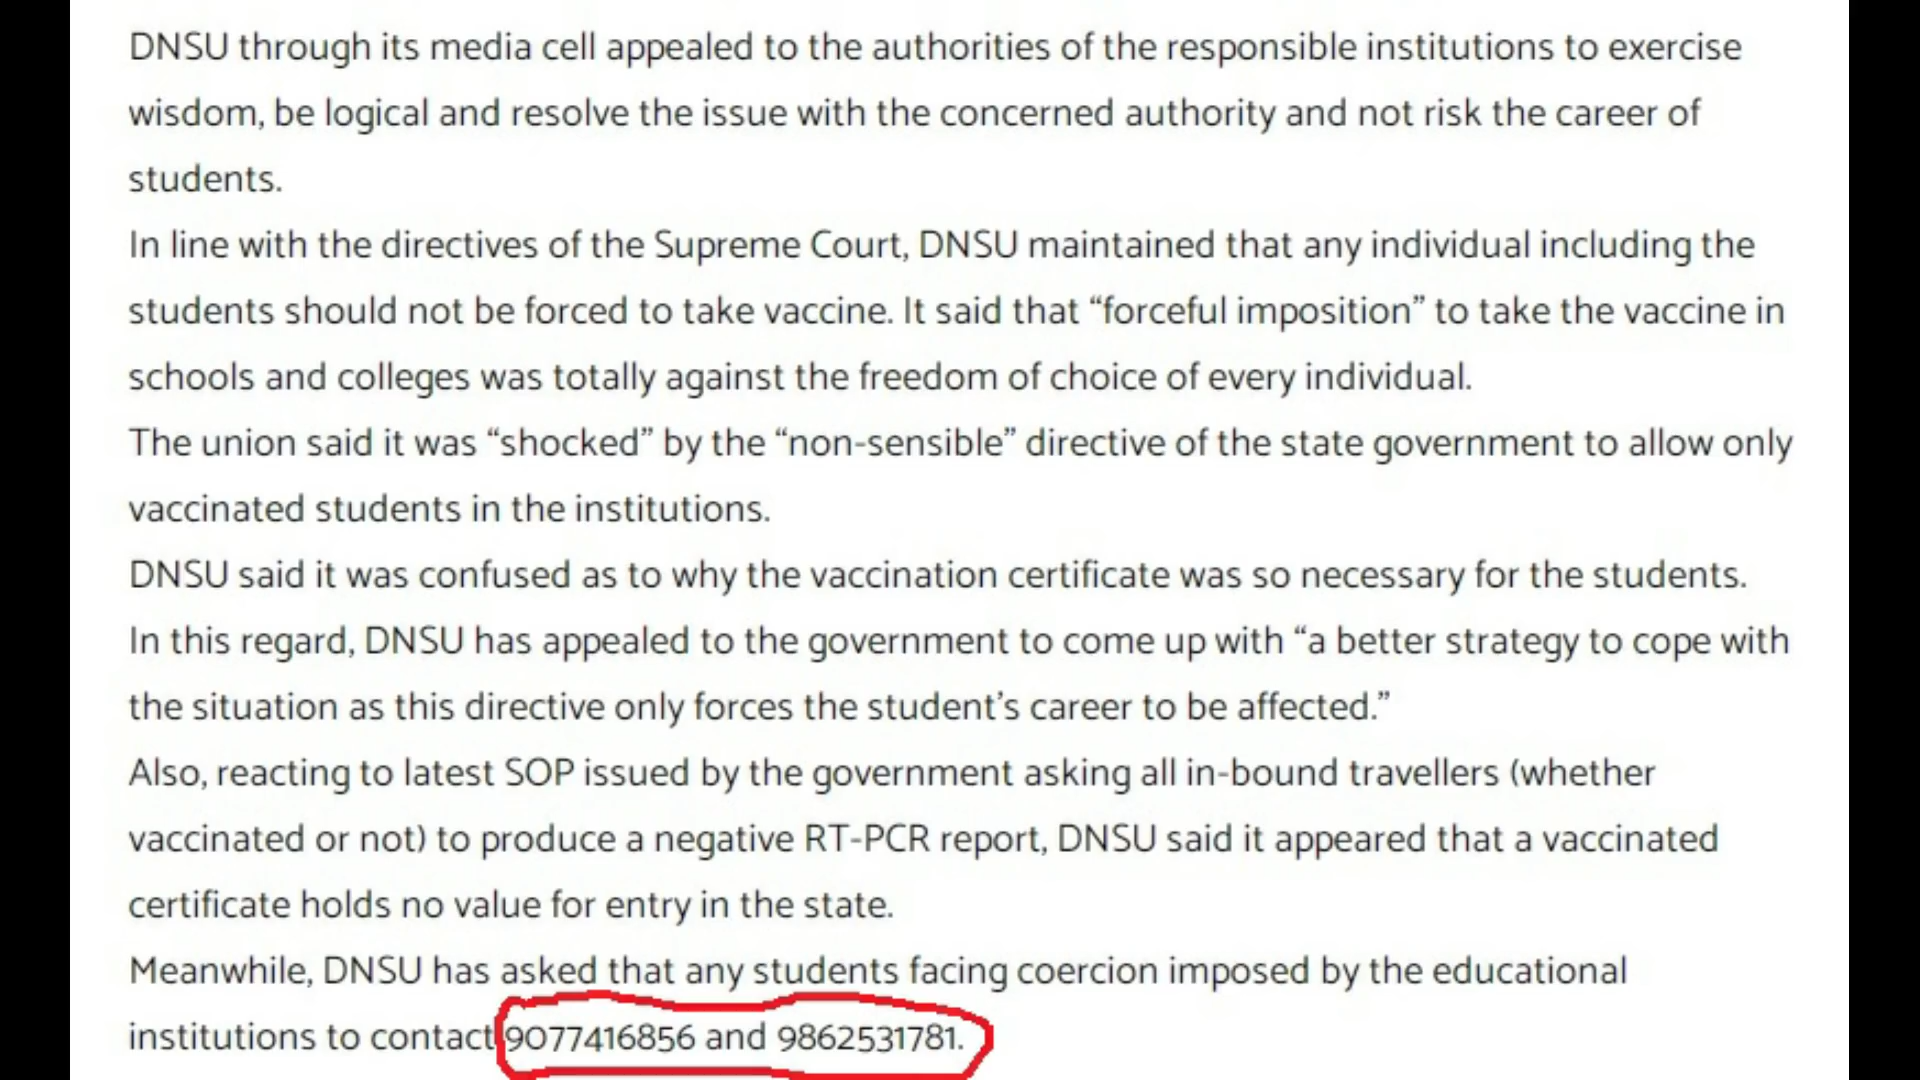 DNSU through its media cell appealed to the authorities of the responsible institutions to exercise
wisdom, be logical and resolve the issue with the concerned authority and not risk the career of
students.
In line with the directives of the Supreme Court, DNSU maintained that any individual including the
students should not be forced to take vaccine. It said that “forceful imposition” to take the vaccine in
schools and colleges was totally against the freedom of choice of every individual.
The union said it was “shocked” by the “non-sensible” directive of the state government to allow only
vaccinated students in the institutions.
DNSU said it was confused as to why the vaccination certificate was so necessary for the students.
In this regard, DNSU has appealed to the government to come up with “a better strategy to cope with
the situation as this directive only forces the student’s career to be affected.”
Also, reacting to latest SOP issued by the government asking all in-bound travellers (whether
vaccinated or not) to produce a negative RT-PCR report, DNSU said it appeared that a vaccinated
certificate holds no value for entry in the state.
Meanwhile, DNSU has asked that any students facing coercion imposed by the educational
institutions to contact 9077416856 and 9862531781.